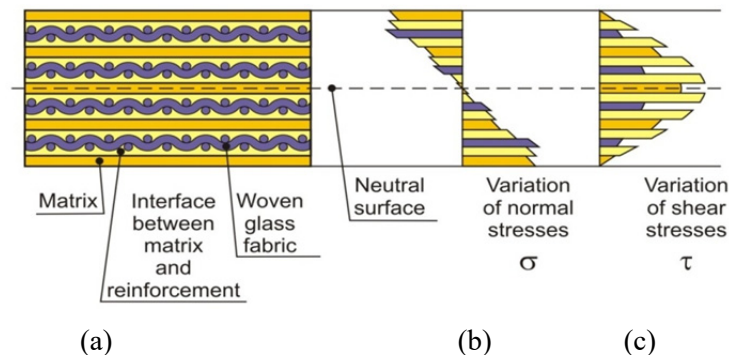 Matrix
Interface
between
matrix
and
reinforcement
Woven
glass
fabric
Neutral
surface
Variation
of normal
stresses
σ
Variation
of shear
stresses
τ
(a)
(b)
(c)